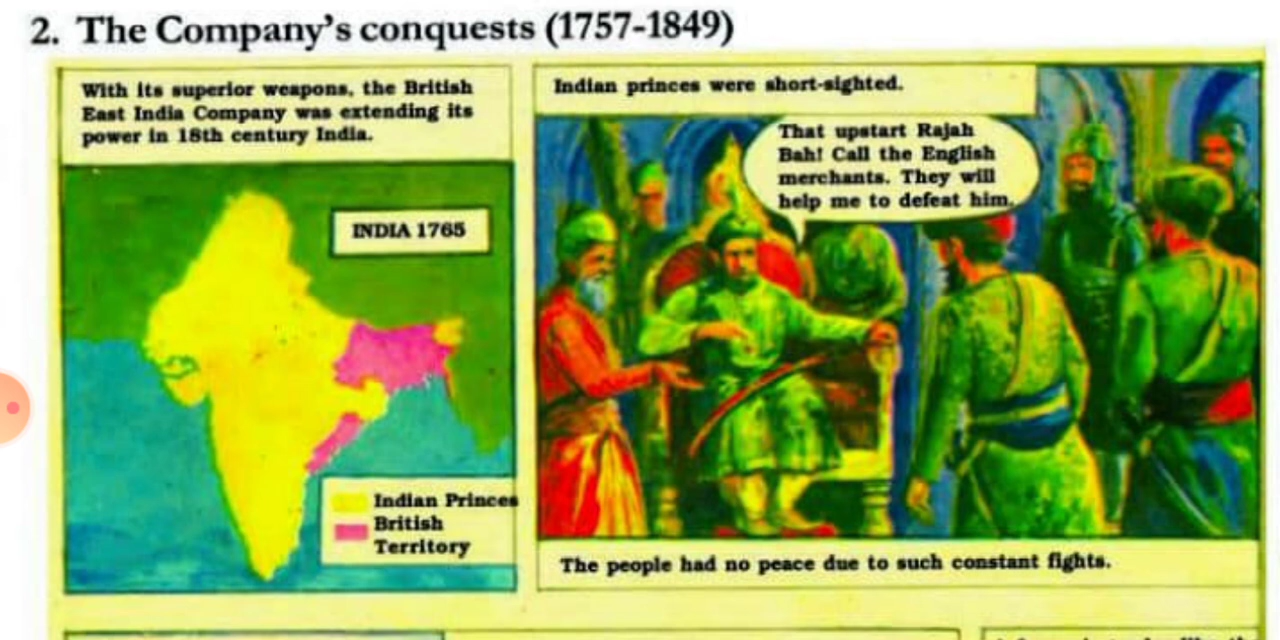 2. The Company's conquests (1757-1849)
With its superior weapons, the British
East India Company was extending its
power in 18th century India.
INDIA 1765
Indian Princes
British
Territory
Indian princes were short-sighted.
That upstart Rajah
Bah! Call the English
merchants. They will
help me to defeat him.
The people had no peace due to such constant fights.